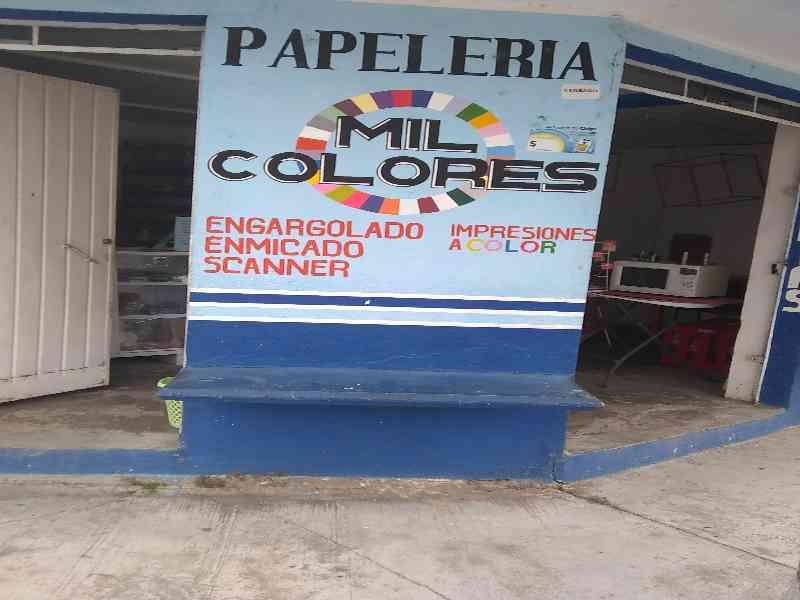 PAPELERIA
MIL
COLORES
ENGARGOLADO
ENMICADO
SCANNER
IMPRESIONES
A COLOR